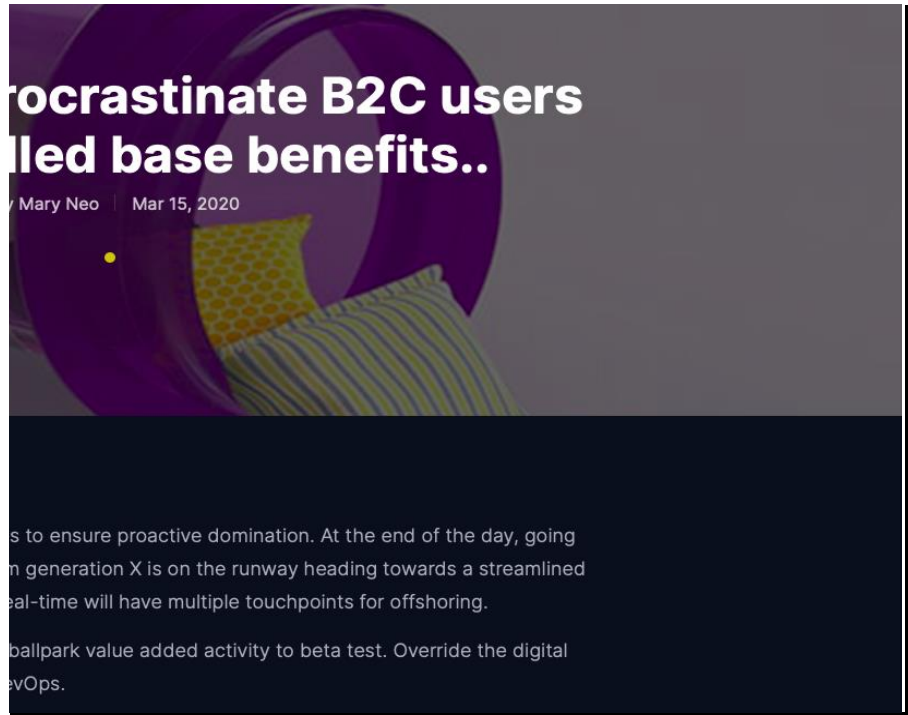 rocrastinate B2C users
lled base benefits..
y Mary Neo Mar 15, 2020
s to ensure proactive domination. At the end of the day, going
m generation X is on the runway heading towards a streamlined
eal-time will have multiple touchpoints for offshoring.
ballpark value added activity to beta test. Override the digital
evOps.